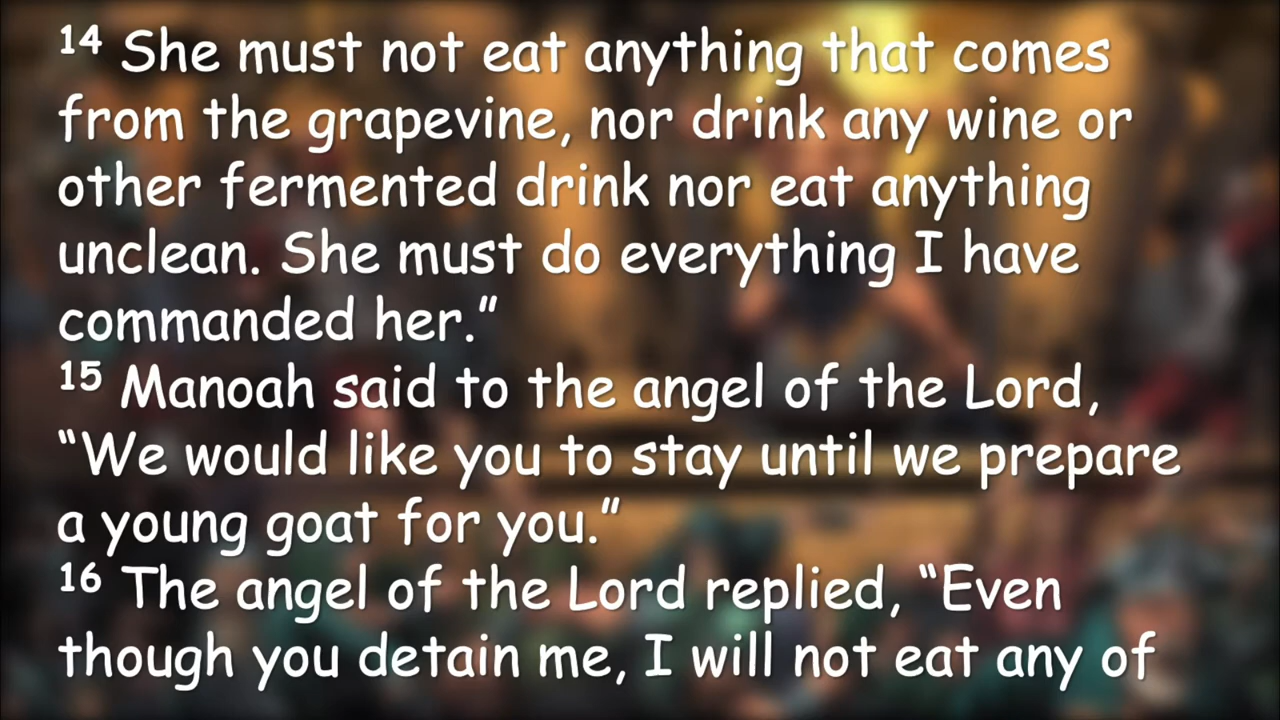 14 She must not eat anything that comes
from the grapevine, nor drink any wine or
other fermented drink nor eat anything
unclean. She must do everything I have
commanded her.”
15 Manoah said to the angel of the Lord,
“We would like you to stay until we prepare
a young goat for you.”
16 The angel of the Lord replied, “Even
though you detain me, I will not eat any of